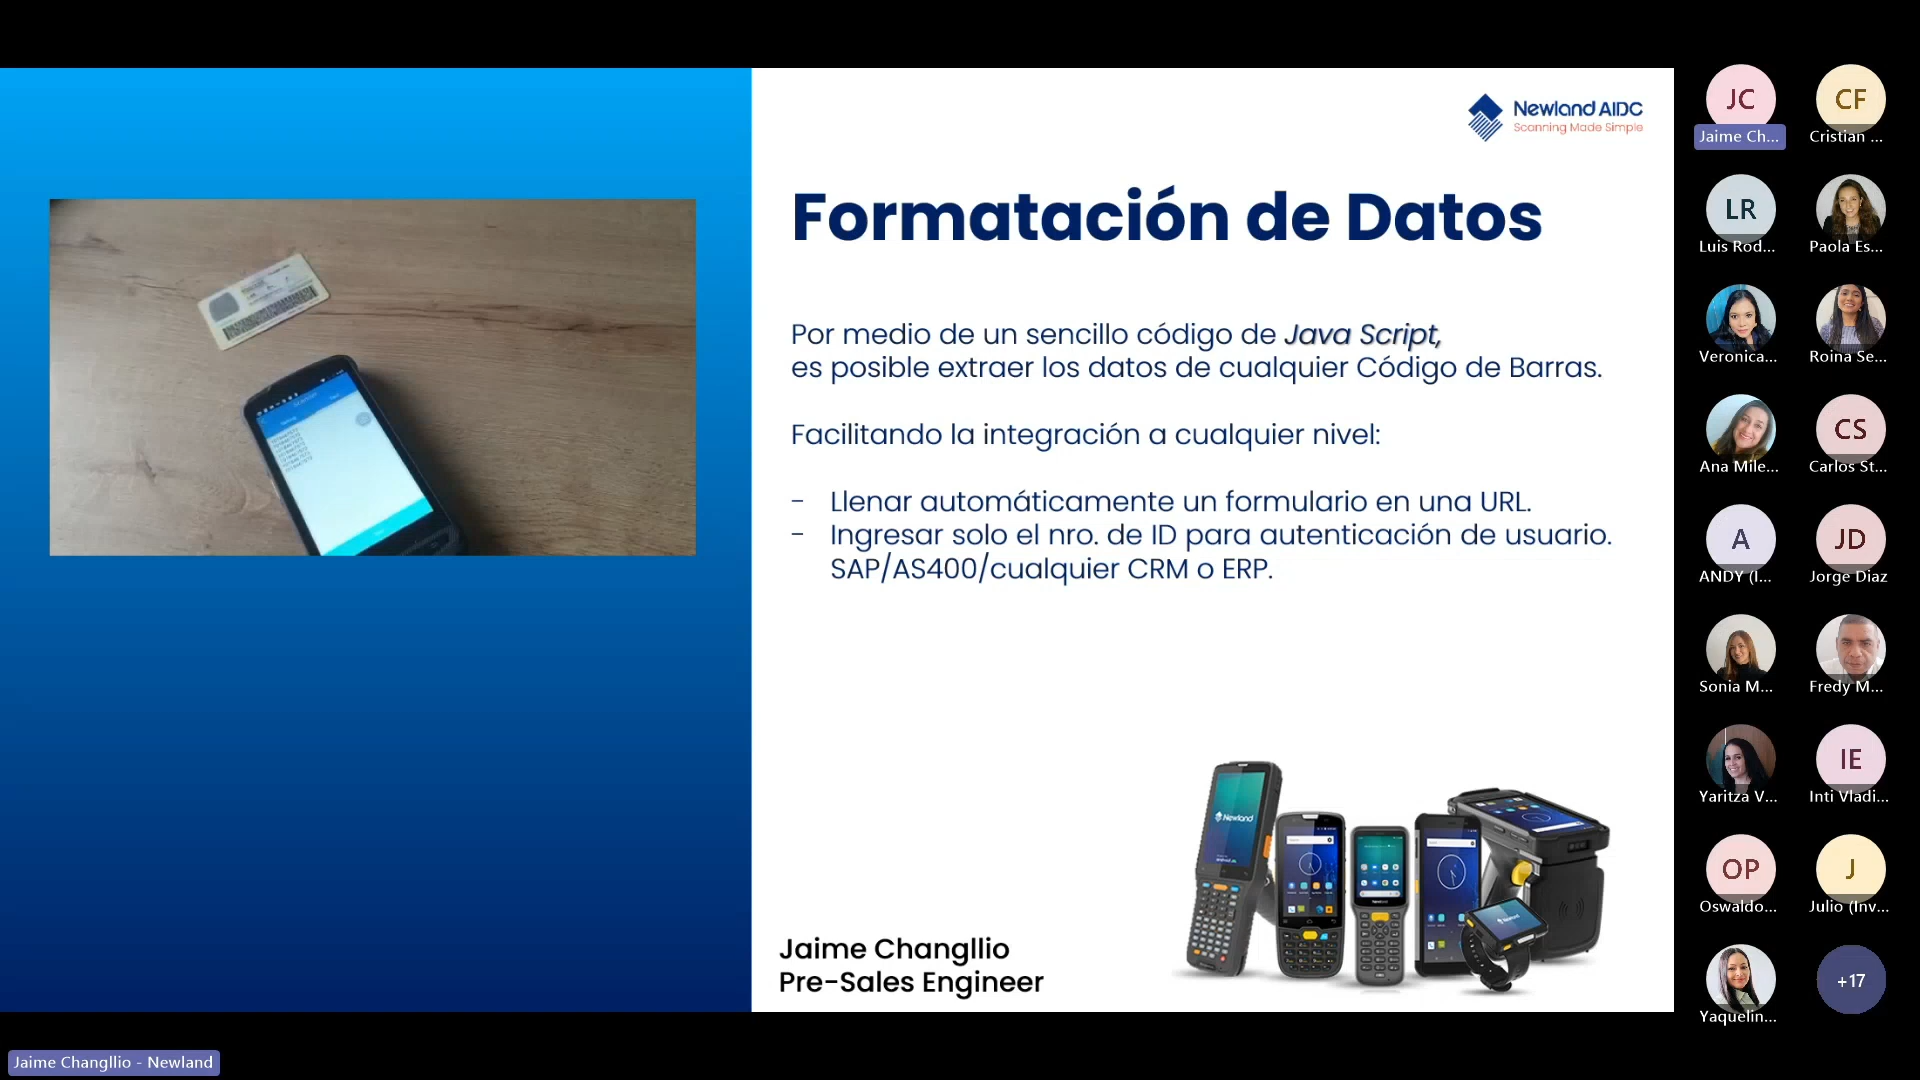 Newland AIDC
Scanning Made Simple
Formatación de Datos
Por medio de un sencillo código de Java Script,
es posible extraer los datos de cualquier Código de Barras.
Facilitando la integración a cualquier nivel:
- Llenar automáticamente un formulario en una URL.
- Ingresar solo el nro. de ID para autenticación de usuario.
SAP/AS400/cualquier CRM o ERP.
Newland
Jaime Changllio
Pre-Sales Engineer
JC
Jaime Ch...
CF
Cristian ...
LR
Luis Rod...
Paola Es...
Veronica...
Roina Se...
Ana Mile...
CS
Carlos St...
A
ANDY (I...
JD
Jorge Diaz
Sonia M...
Fredy M...
Yaritza V...
IE
Inti Vladi...
OP
Oswaldo...
J
Julio (Inv...
Yaquelin...
+17
Jaime Changllio - Newland